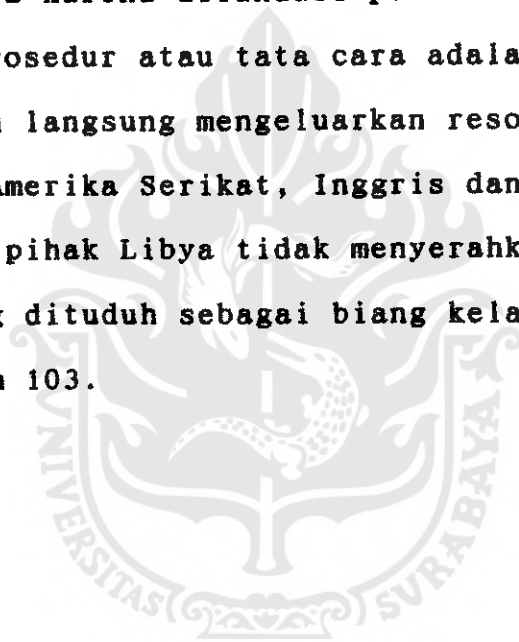 rosedur atau tata cara adala
langsung mengeluarkan reso
Amerika Serikat, Inggris dan
pihak Libya tidak menyerahk
dituduh sebagai biang kela
103.
UNIVERSITAS SURABAYA